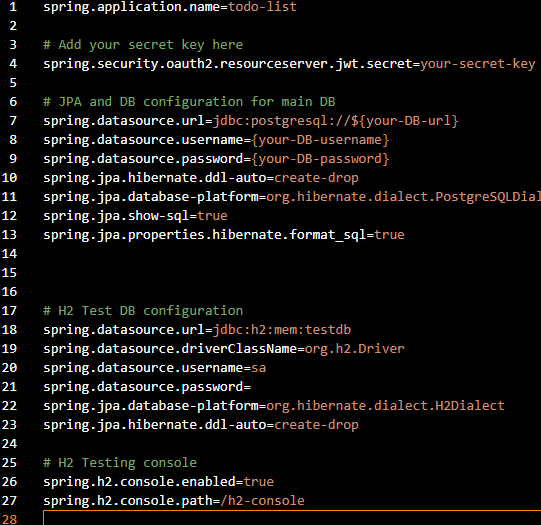 1 spring.application.name=todo-list
2
3 # Add your secret key here
4 spring.security.oauth2.resourceserver.jwt.secret=your-secret-key
5
6 # JPA and DB configuration for main DB
7 spring.datasource.url=jdbc:postgresql://${your-DB-url}
8 spring.datasource.username={your-DB-username}
9 spring.datasource.password={your-DB-password}
10 spring.jpa.hibernate.ddl-auto=create-drop
11 spring.jpa.database-platform=org.hibernate.dialect.PostgreSQLDial
12 spring.jpa.show-sql=true
13 spring.jpa.properties.hibernate.format_sql=true
14
15
16
17 # H2 Test DB configuration
18 spring.datasource.url=jdbc:h2:mem:testdb
19 spring.datasource.driverClassName=org.h2.Driver
20 spring.datasource.username=sa
21 spring.datasource.password=
22 spring.jpa.database-platform=org.hibernate.dialect.H2Dialect
23 spring.jpa.hibernate.ddl-auto=create-drop
24
25 # H2 Testing console
26 spring.h2.console.enabled=true
27 spring.h2.console.path=/h2-console
28